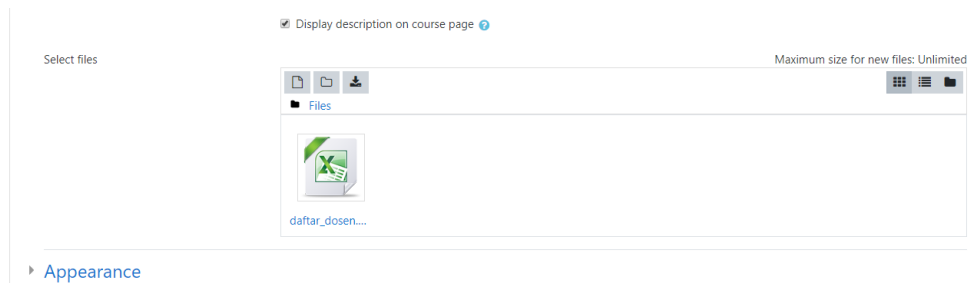 Display description on course page
Select files
Maximum size for new files: Unlimited
Files
daftar_dosen....
Appearance